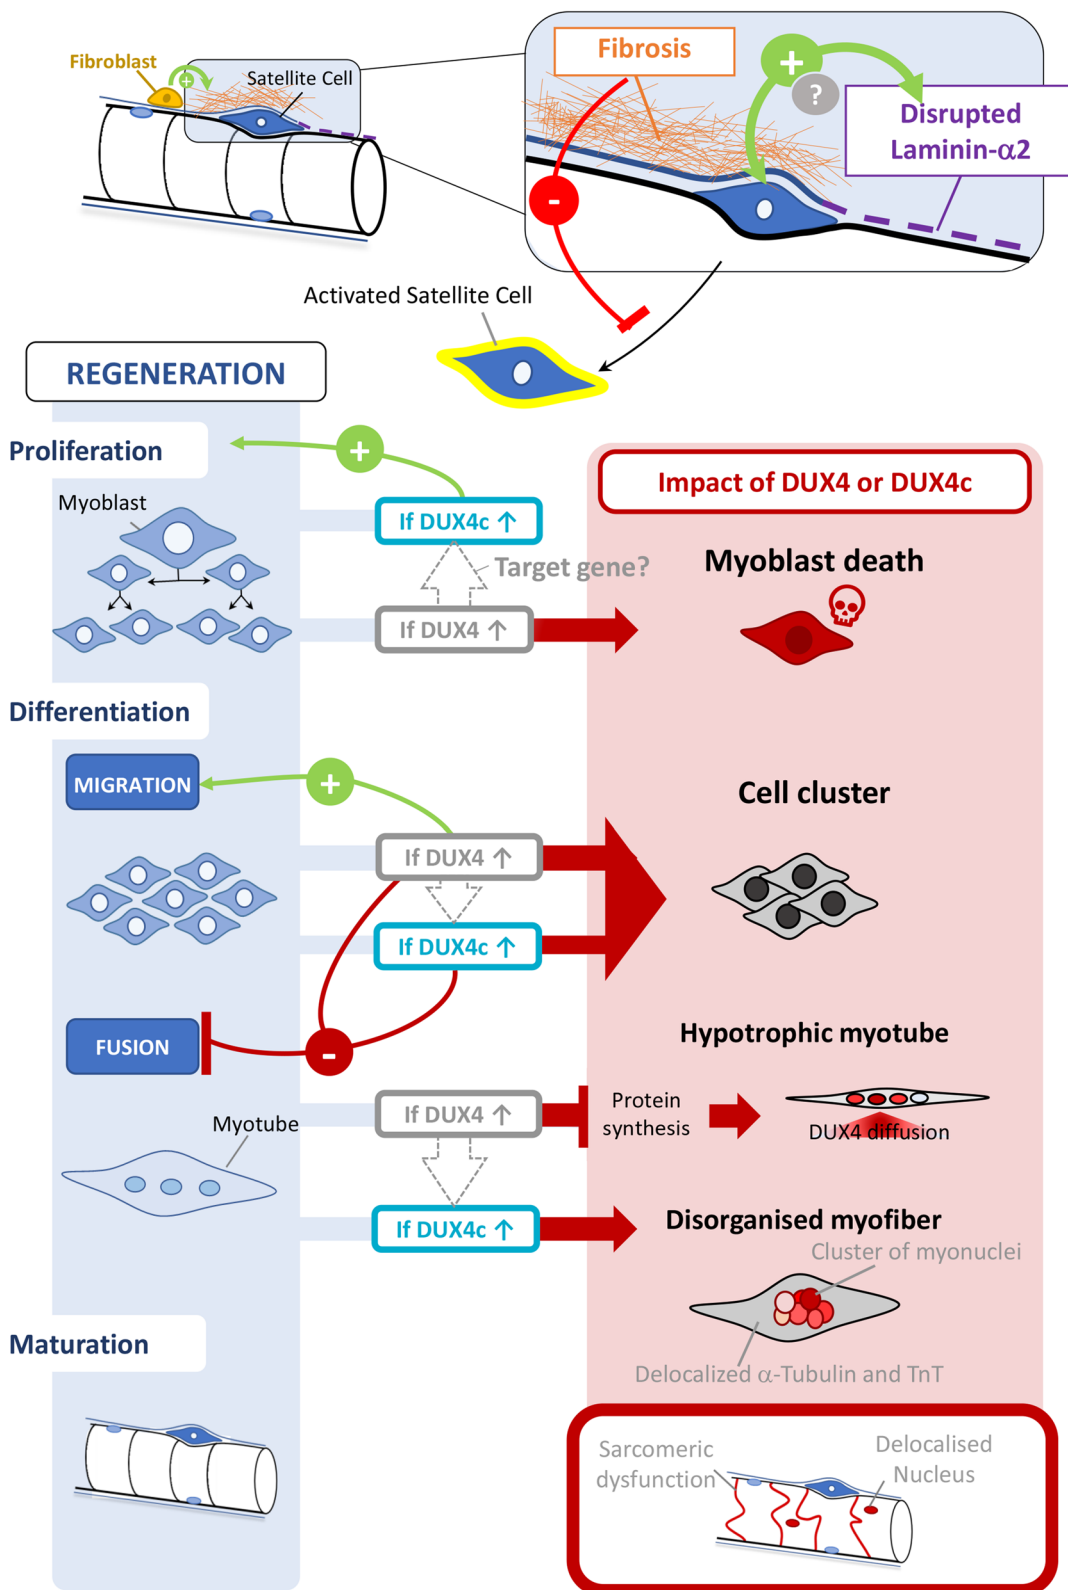 Fibroblast
+
Satellite Cell
Fibrosis
+
?
Disrupted
Laminin-α2
-
Activated Satellite Cell
REGENERATION
Proliferation
+
Myoblast
If DUX4c ↑
Target gene?
If DUX4 ↑
Impact of DUX4 or DUX4c
Myoblast death
Differentiation
MIGRATION
+
If DUX4 ↑
If DUX4c ↑
Cell cluster
FUSION
-
Hypotrophic myotube
If DUX4 ↑
Protein
synthesis
DUX4 diffusion
Myotube
If DUX4c ↑
Disorganised myofiber
Cluster of myonuclei
Delocalized α-Tubulin and TnT
Maturation
Sarcomeric
dysfunction
Delocalised
Nucleus